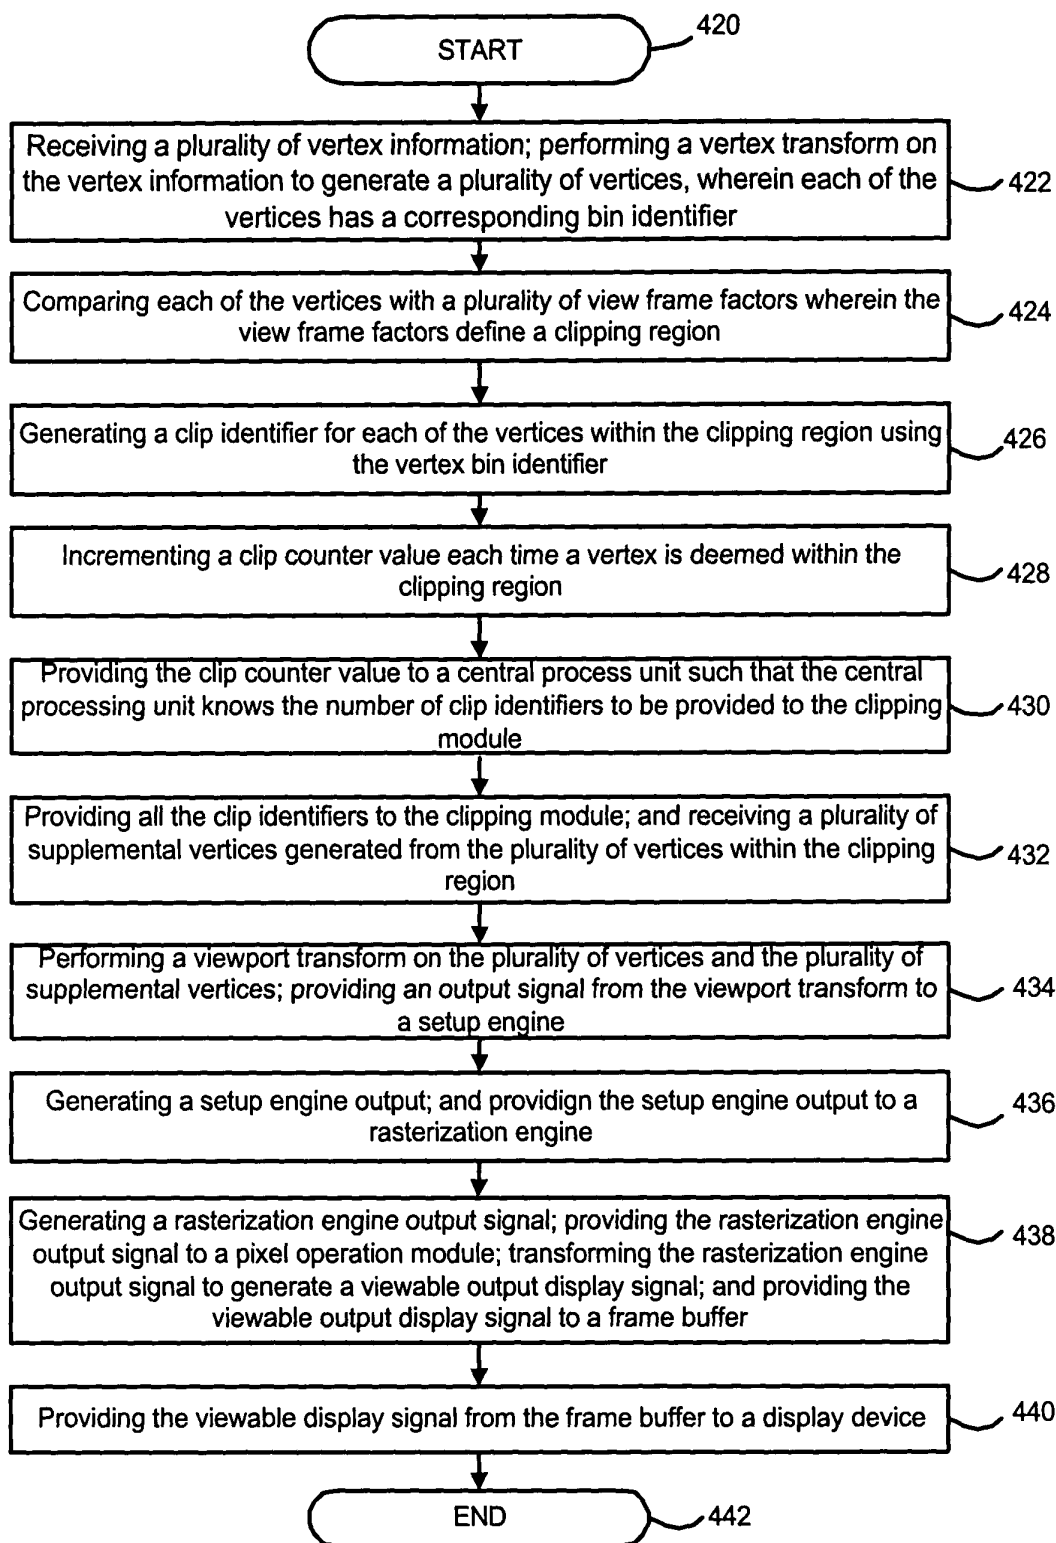 START
420
Receiving a plurality of vertex information; performing a vertex transform on
the vertex information to generate a plurality of vertices, wherein each of the
vertices has a corresponding bin identifier
422
Comparing each of the vertices with a plurality of view frame factors wherein the
view frame factors define a clipping region
424
Generating a clip identifier for each of the vertices within the clipping region using
the vertex bin identifier
426
Incrementing a clip counter value each time a vertex is deemed within the
clipping region
428
Providing the clip counter value to a central process unit such that the central
processing unit knows the number of clip identifiers to be provided to the clipping
module
430
Providing all the clip identifiers to the clipping module; and receiving a plurality of
supplemental vertices generated from the plurality of vertices within the clipping
region
432
Performing a viewport transform on the plurality of vertices and the plurality of
supplemental vertices; providing an output signal from the viewport transform to
a setup engine
434
Generating a setup engine output; and providign the setup engine output to a
rasterization engine
436
Generating a rasterization engine output signal; providing the rasterization engine
output signal to a pixel operation module; transforming the rasterization engine
output signal to generate a viewable output display signal; and providing the
viewable output display signal to a frame buffer
438
Providing the viewable display signal from the frame buffer to a display device
440
END
442